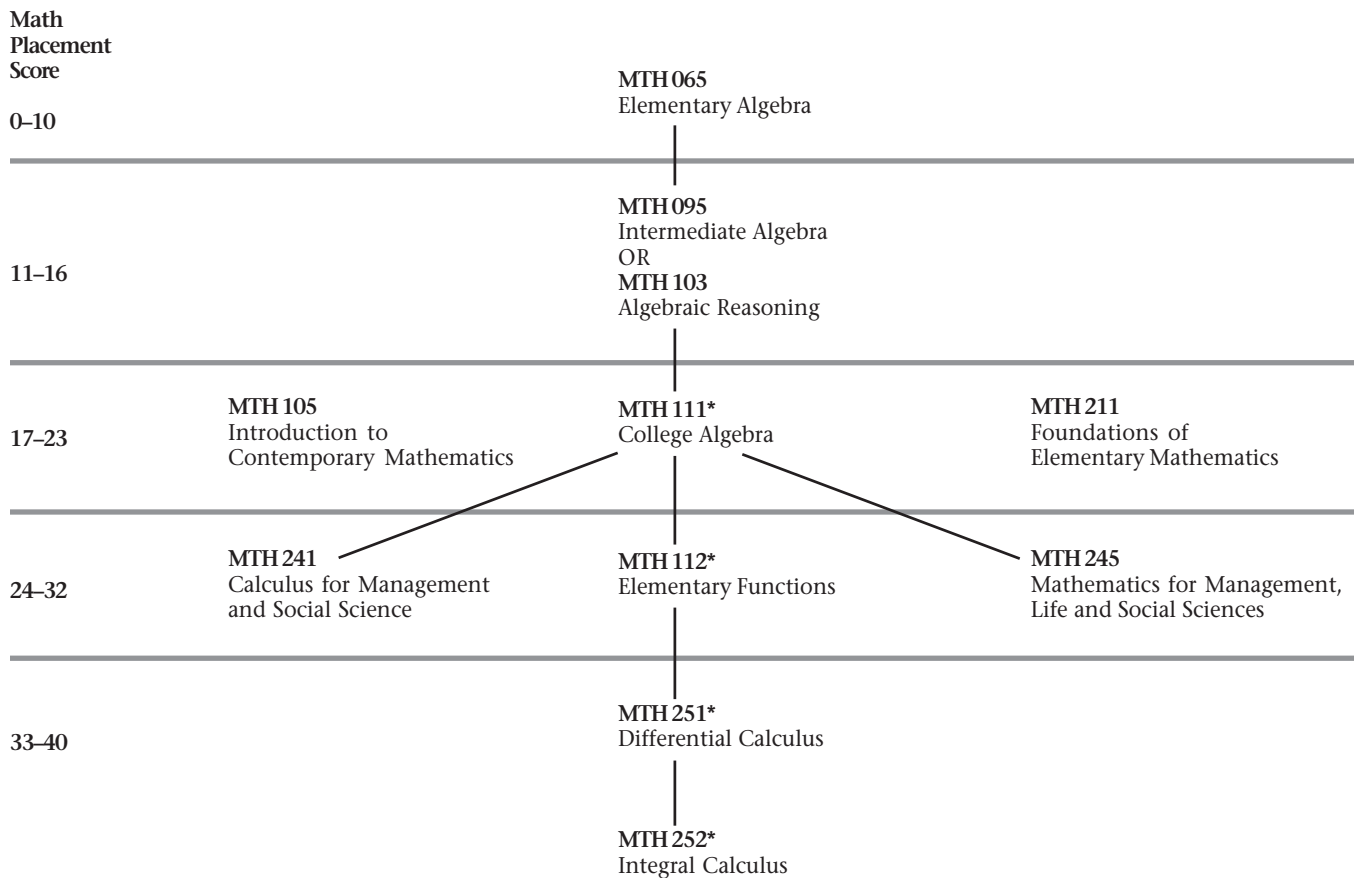 Math
Placement
Score
MTH 065
Elementary Algebra
0–10
MTH 095
Intermediate Algebra
OR
MTH 103
Algebraic Reasoning
11–16
MTH 105
Introduction to
Contemporary Mathematics
MTH 111*
College Algebra
MTH 211
Foundations of
Elementary Mathematics
17–23
MTH 241
Calculus for Management
and Social Science
MTH 112*
Elementary Functions
MTH 245
Mathematics for Management,
Life and Social Sciences
24–32
MTH 251*
Differential Calculus
33–40
MTH 252*
Integral Calculus